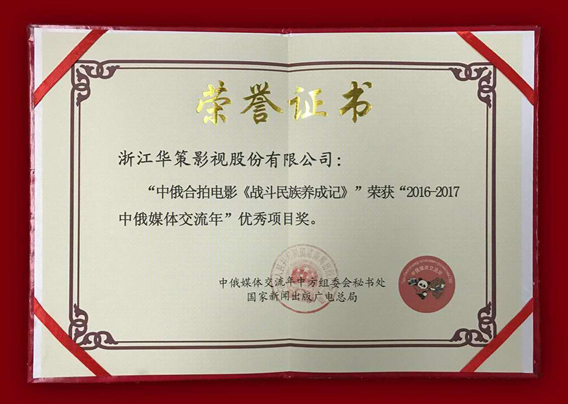 荣誉证书
浙江华策影视股份有限公司：
“中俄合拍电影《战斗民族养成记》”荣获“2016-2017
中俄媒体交流年”优秀项目奖。
中俄媒体交流年中方组委会秘书处
国家新闻出版广电总局